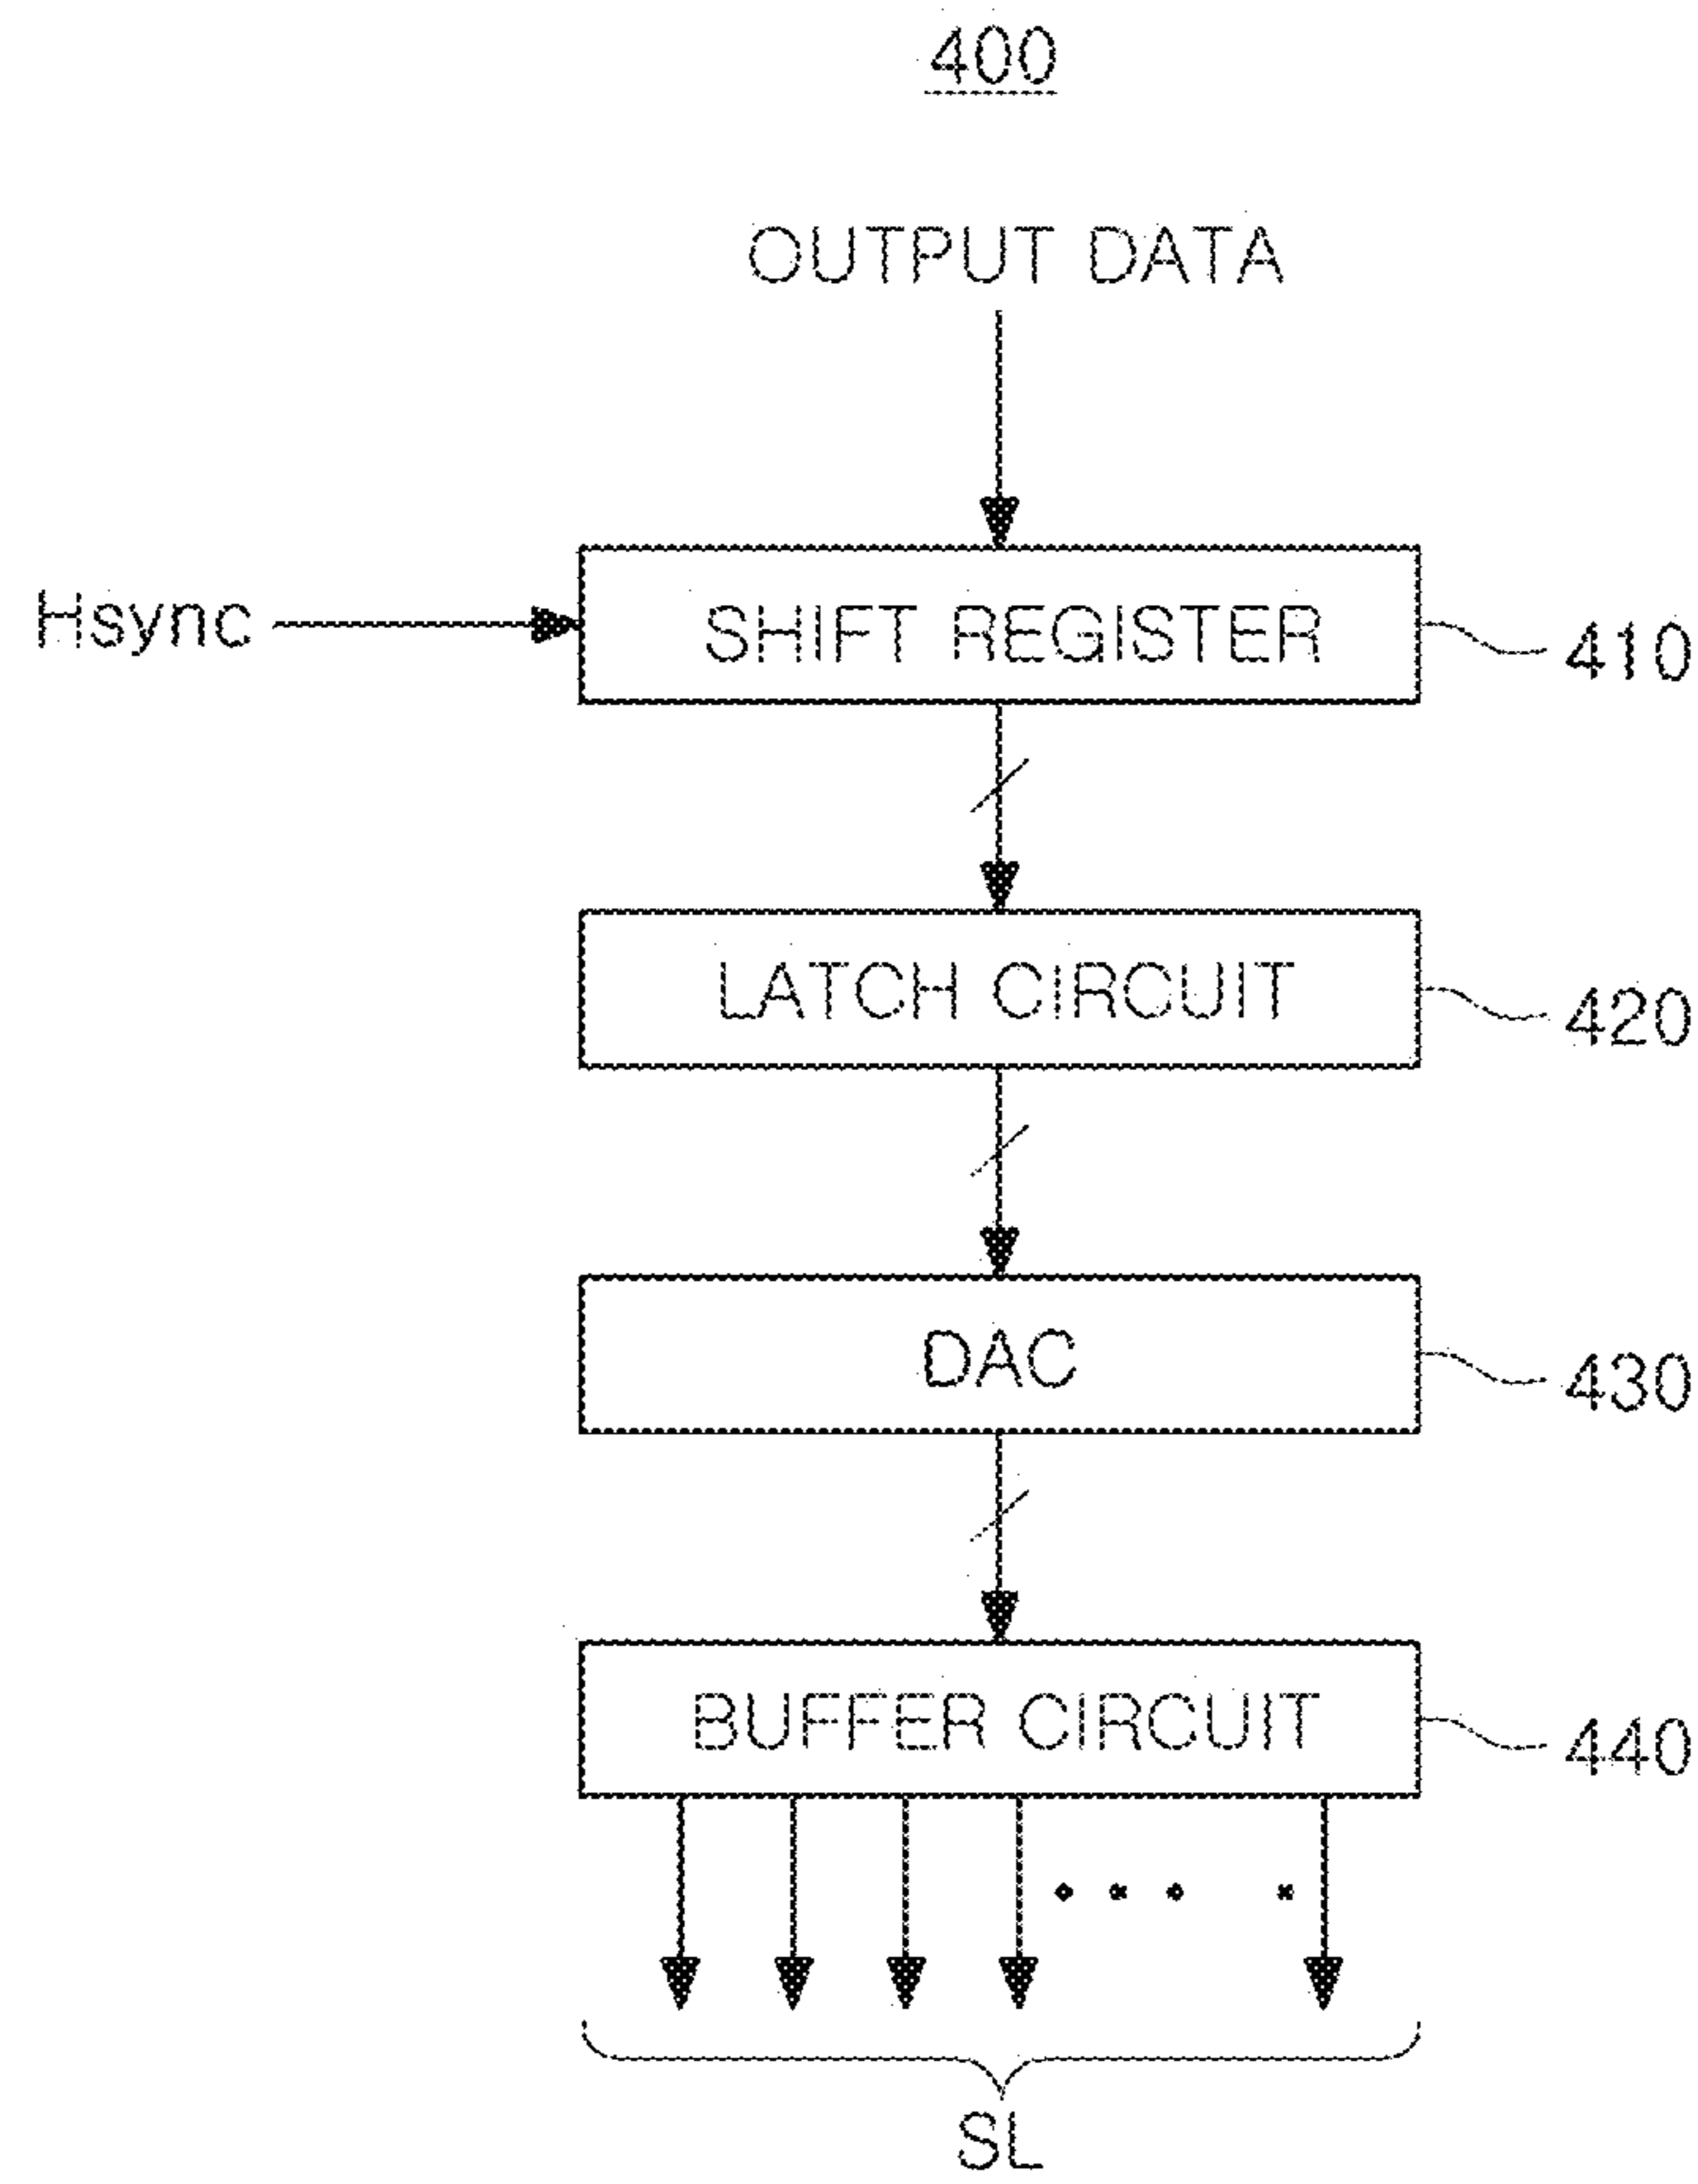 400
OUTPUT DATA
Hsync
SHIFT REGISTER
410
LATCH CIRCUIT
420
DAC
430
BUFFER CIRCUIT
440
SL